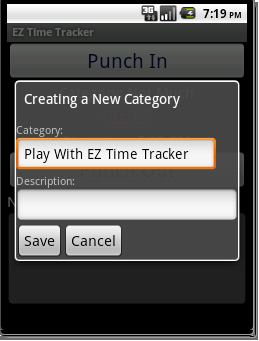 3G 7:19 PM
EZ Time Tracker
Punch In
Creating a New Category
Category:
Play With EZ Time Tracker
Description:
Save Cancel